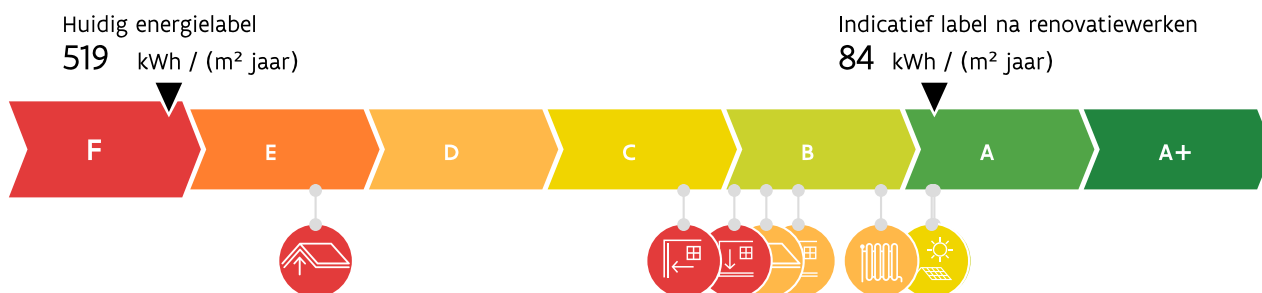 Huidig energielabel
519 kWh / (m² jaar)
Indicatief label na renovatiewerken
84 kWh / (m² jaar)
F E D C B A A+